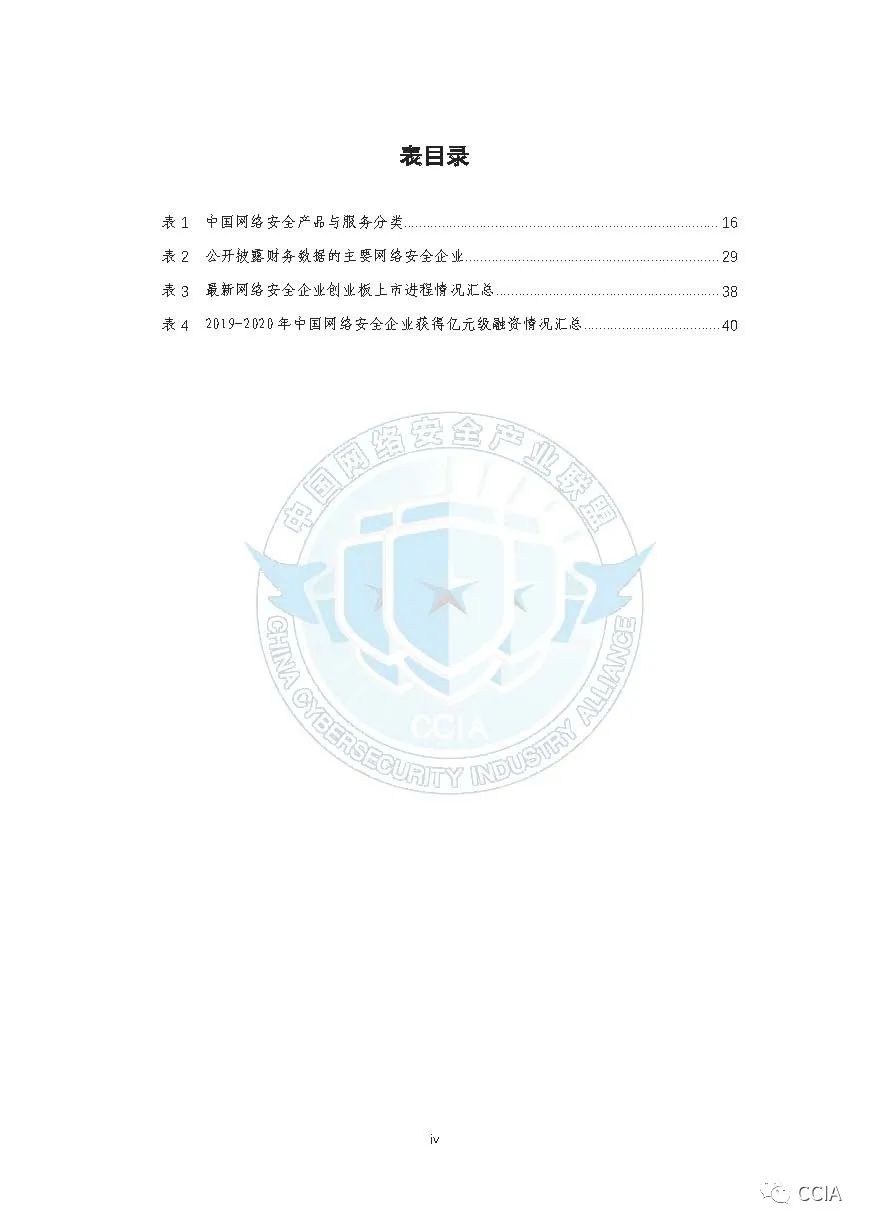 表目录
表 1 中国网络安全产品与服务分类........................................ 16
表 2 公开披露财务数据的主要网络安全企业........................................ 29
表 3 最新网络安全企业创业板上市进程情况汇总........................................ 38
表 4 2019-2020 年中国网络安全企业获得亿元级融资情况汇总........................................ 40
中国网络安全产业联盟
CCIA
CHINA CYBERSECURITY INDUSTRY ALLIANCE
iv
CCIA